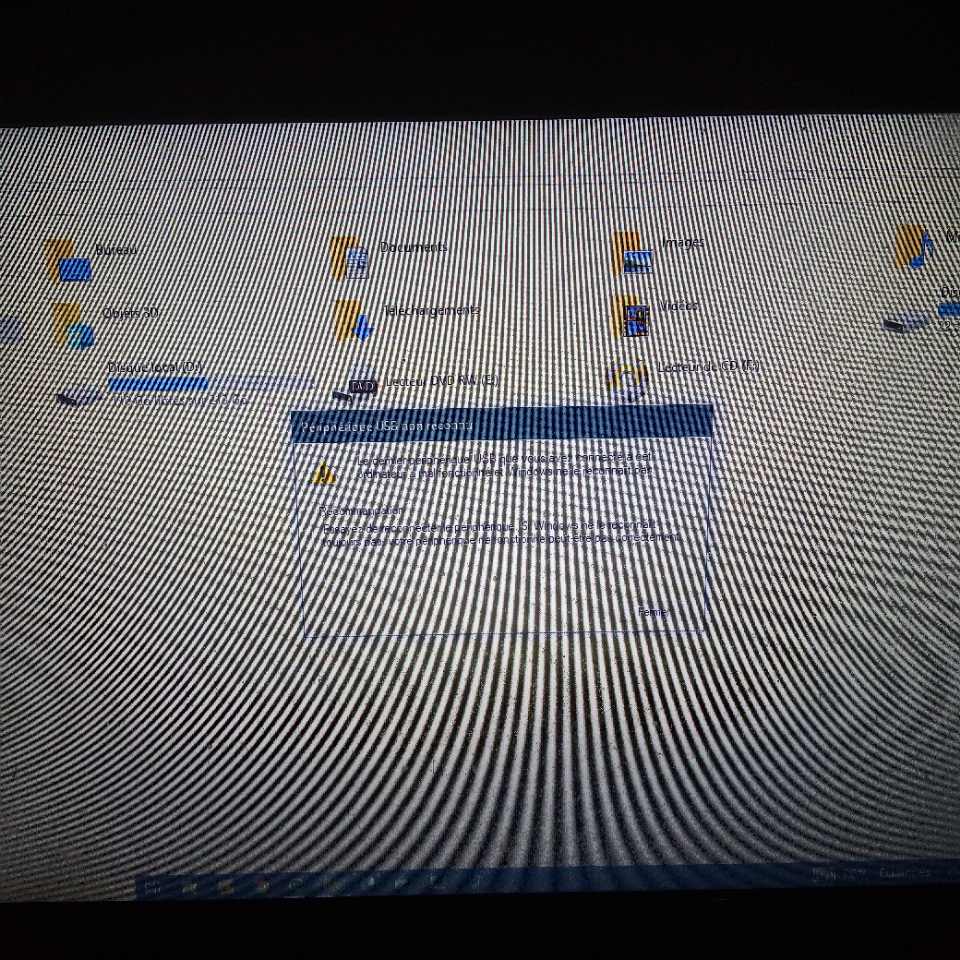 Bureau
Documents
Images
Objets 3D
Téléchargements
Vidéos
Disque local (D:)
Lecteur DVD RW (E:)
Lecteur de CD (F:)
DVD
Périphérique USB non reconnu
Le dernier périphérique USB que vous avez connecté à cet
ordinateur a malfonctionné et Windows ne le reconnaît pas.
Recommandation
Essayez de reconnecter le périphérique. Si Windows ne le reconnaît
toujours pas, votre périphérique ne fonctionne peut-être pas correctement.
Fermer